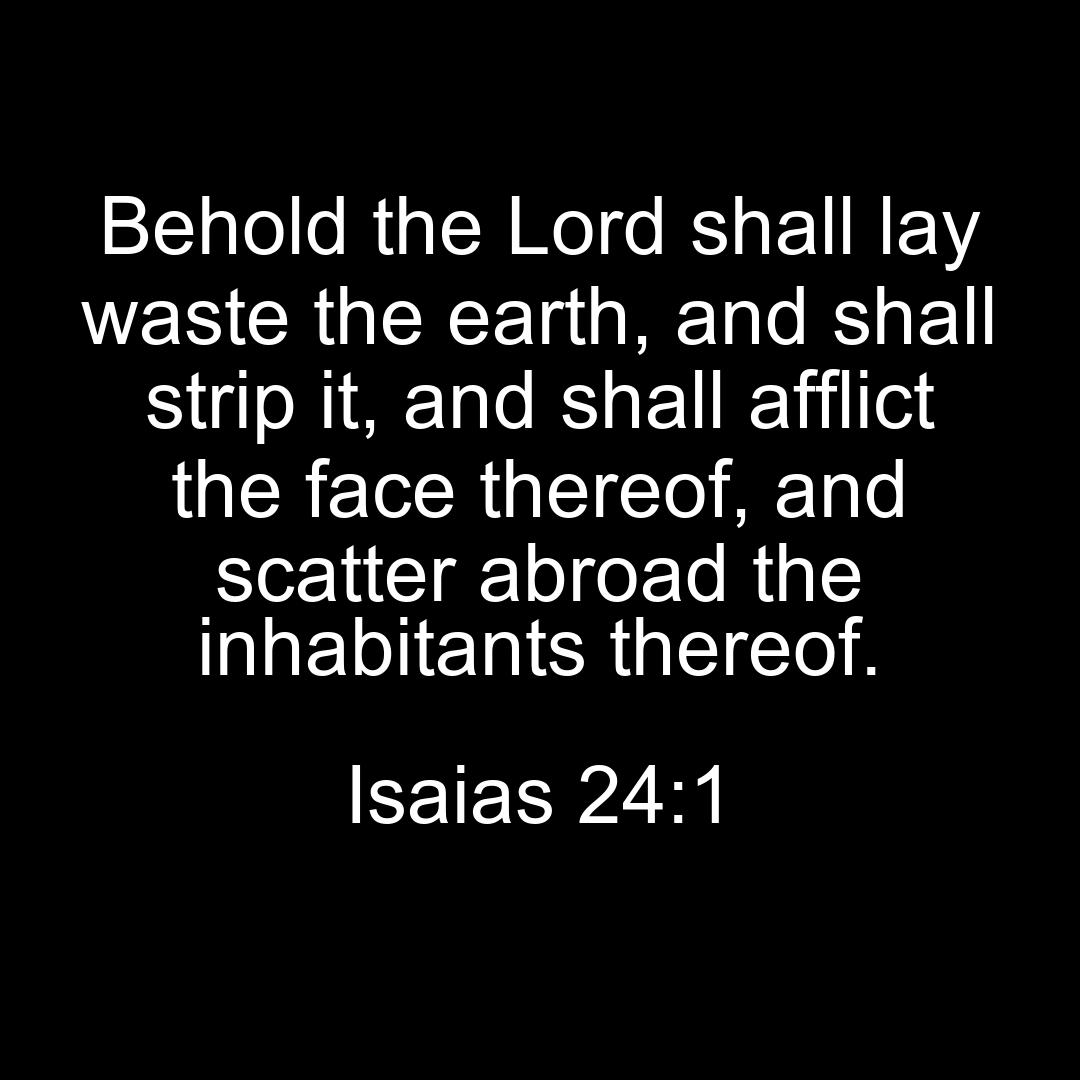 Behold the Lord shall lay
waste the earth, and shall
strip it, and shall afflict
the face thereof, and
scatter abroad the
inhabitants thereof.
Isaias 24:1